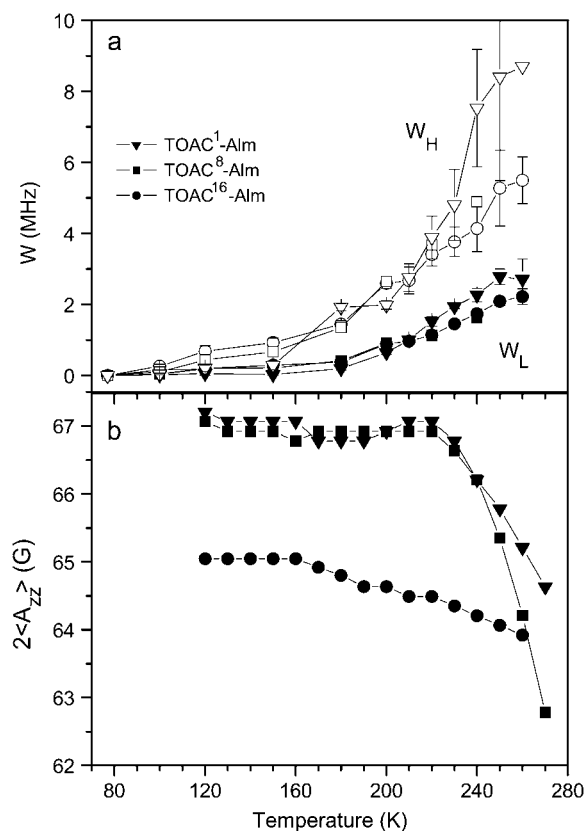 a
10
8
6
4
2
0
W (MHz)
TOAC¹-Alm
TOAC⁸-Alm
TOAC¹⁶-Alm
W_H
W_L
b
67
66
65
64
63
62
2<A_ZZ> (G)
80 120 160 200 240 280
Temperature (K)